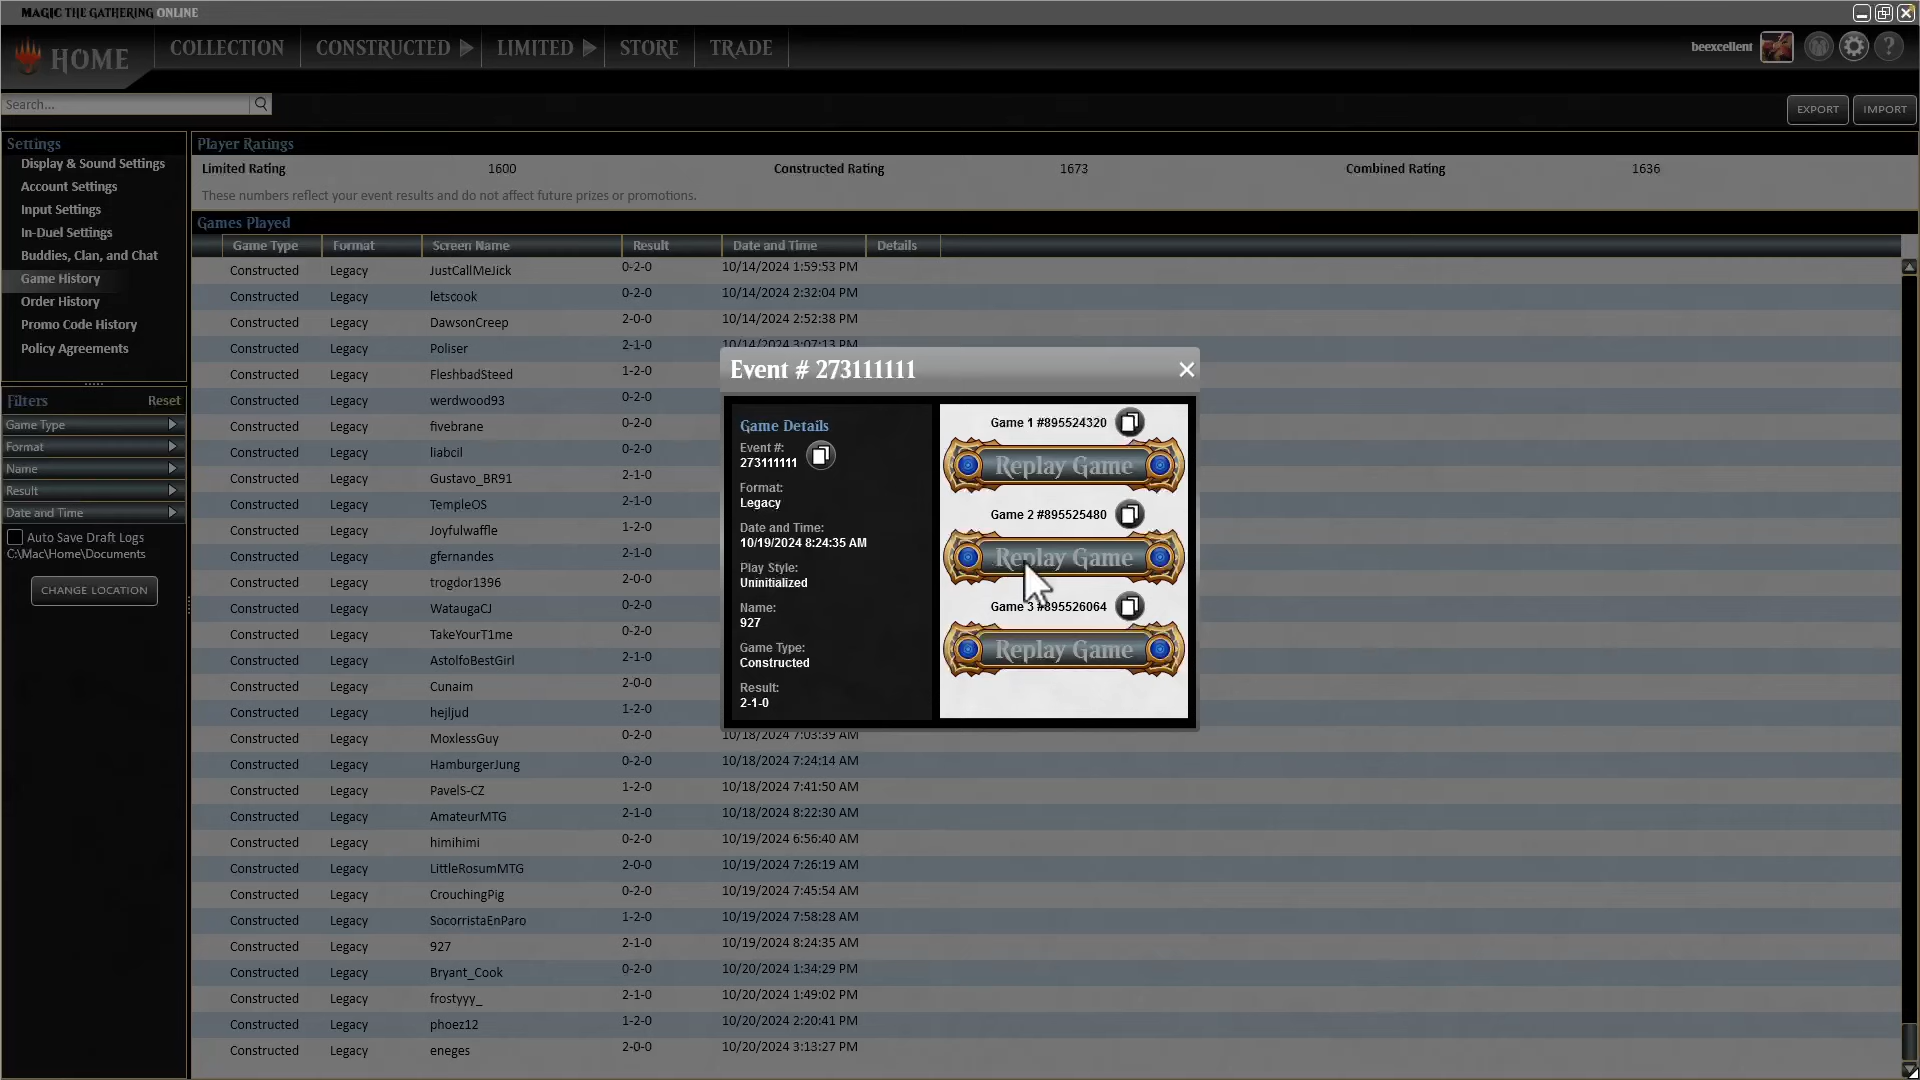 MAGIC THE GATHERING ONLINE
HOME
COLLECTION
CONSTRUCTED
LIMITED
STORE
TRADE
beexcellent
?
Search...
EXPORT
IMPORT
Settings
Display & Sound Settings
Account Settings
Input Settings
In-Duel Settings
Buddies, Clan, and Chat
Game History
Order History
Promo Code History
Policy Agreements
Filters Reset
Game Type
Format
Name
Result
Date and Time
Auto Save Draft Logs
C:\Mac\Home\Documents
CHANGE LOCATION
Player Ratings
Limited Rating 1600 Constructed Rating 1673 Combined Rating 1636
These numbers reflect your event results and do not affect future prizes or promotions.
Games Played
Game Type Format Screen Name Result Date and Time Details
Constructed Legacy JustCallMeJick 0-2-0 10/14/2024 1:59:53 PM
Constructed Legacy letscook 0-2-0 10/14/2024 2:32:04 PM
Constructed Legacy DawsonCreep 2-0-0 10/14/2024 2:52:38 PM
Constructed Legacy Poliser 2-1-0 10/14/2024 3:07:13 PM
Constructed Legacy FleshbadSteed 1-2-0
Constructed Legacy werdwood93 0-2-0
Constructed Legacy fivebrane 0-2-0
Constructed Legacy liabcil 0-2-0
Constructed Legacy Gustavo_BR91 2-1-0
Constructed Legacy TempleOS 2-1-0
Constructed Legacy Joyfulwaffle 1-2-0
Constructed Legacy gfernandes 2-1-0
Constructed Legacy trogdor1396 2-0-0
Constructed Legacy WataugaCJ 0-2-0
Constructed Legacy TakeYourT1me 0-2-0
Constructed Legacy AstolfoBestGirl 2-1-0
Constructed Legacy Cunaim 2-0-0
Constructed Legacy hejljud 1-2-0
Constructed Legacy MoxlessGuy 0-2-0 10/18/2024 7:03:39 AM
Constructed Legacy HamburgerJung 0-2-0 10/18/2024 7:24:14 AM
Constructed Legacy PavelS-CZ 1-2-0 10/18/2024 7:41:50 AM
Constructed Legacy AmateurMTG 2-1-0 10/18/2024 8:22:30 AM
Constructed Legacy himihimi 0-2-0 10/19/2024 6:56:40 AM
Constructed Legacy LittleRosumMTG 2-0-0 10/19/2024 7:26:19 AM
Constructed Legacy CrouchingPig 0-2-0 10/19/2024 7:45:54 AM
Constructed Legacy SocorristaEnParo 1-2-0 10/19/2024 7:58:28 AM
Constructed Legacy 927 2-1-0 10/19/2024 8:24:35 AM
Constructed Legacy Bryant_Cook 0-2-0 10/20/2024 1:34:29 PM
Constructed Legacy frostyyy_ 2-1-0 10/20/2024 1:49:02 PM
Constructed Legacy phoez12 1-2-0 10/20/2024 2:20:41 PM
Constructed Legacy eneges 2-0-0 10/20/2024 3:13:27 PM
Event # 273111111
Game Details
Event #:
273111111
Format:
Legacy
Date and Time:
10/19/2024 8:24:35 AM
Play Style:
Uninitialized
Name:
927
Game Type:
Constructed
Result:
2-1-0
Game 1 #895524320
Replay Game
Game 2 #895525480
Replay Game
Game 3 #895526064
Replay Game